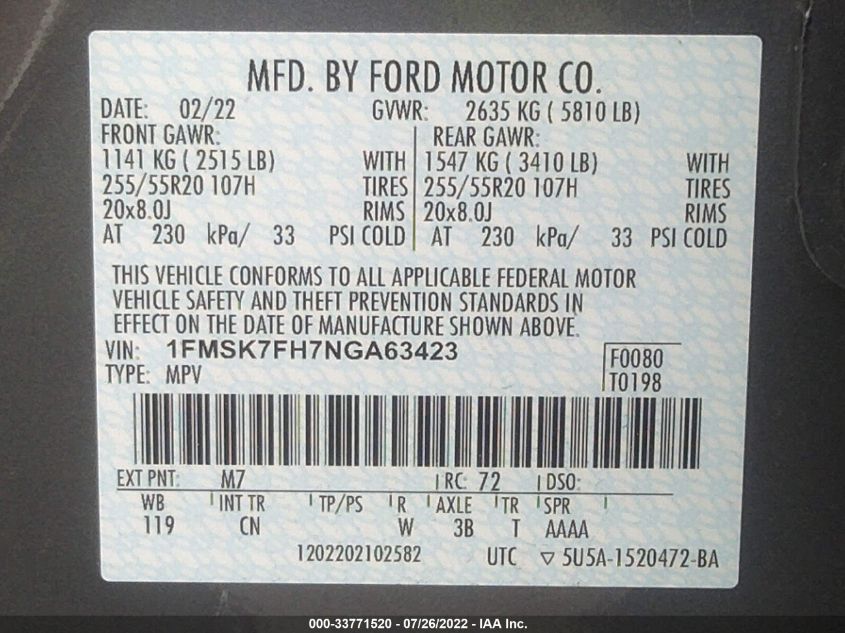 MFD. BY FORD MOTOR CO.
DATE: 02/22 GVWR: 2635 KG ( 5810 LB)
FRONT GAWR: REAR GAWR:
1141 KG ( 2515 LB) WITH 1547 KG ( 3410 LB) WITH
255/55R20 107H TIRES 255/55R20 107H TIRES
20x8.0J RIMS 20x8.0J RIMS
AT 230 kPa/ 33 PSI COLD AT 230 kPa/ 33 PSI COLD
THIS VEHICLE CONFORMS TO ALL APPLICABLE FEDERAL MOTOR
VEHICLE SAFETY AND THEFT PREVENTION STANDARDS IN
EFFECT ON THE DATE OF MANUFACTURE SHOWN ABOVE.
VIN: 1FMSK7FH7NGA63423 F0080
TYPE: MPV T0198
EXT PNT: M7 RC: 72 DSO:
WB INT TR TP/PS R AXLE TR SPR
119 CN W 3B T AAAA
1202202102582 UTC ▽ 5U5A-1520472-BA
000-33771520 - 07/26/2022 - IAA Inc.